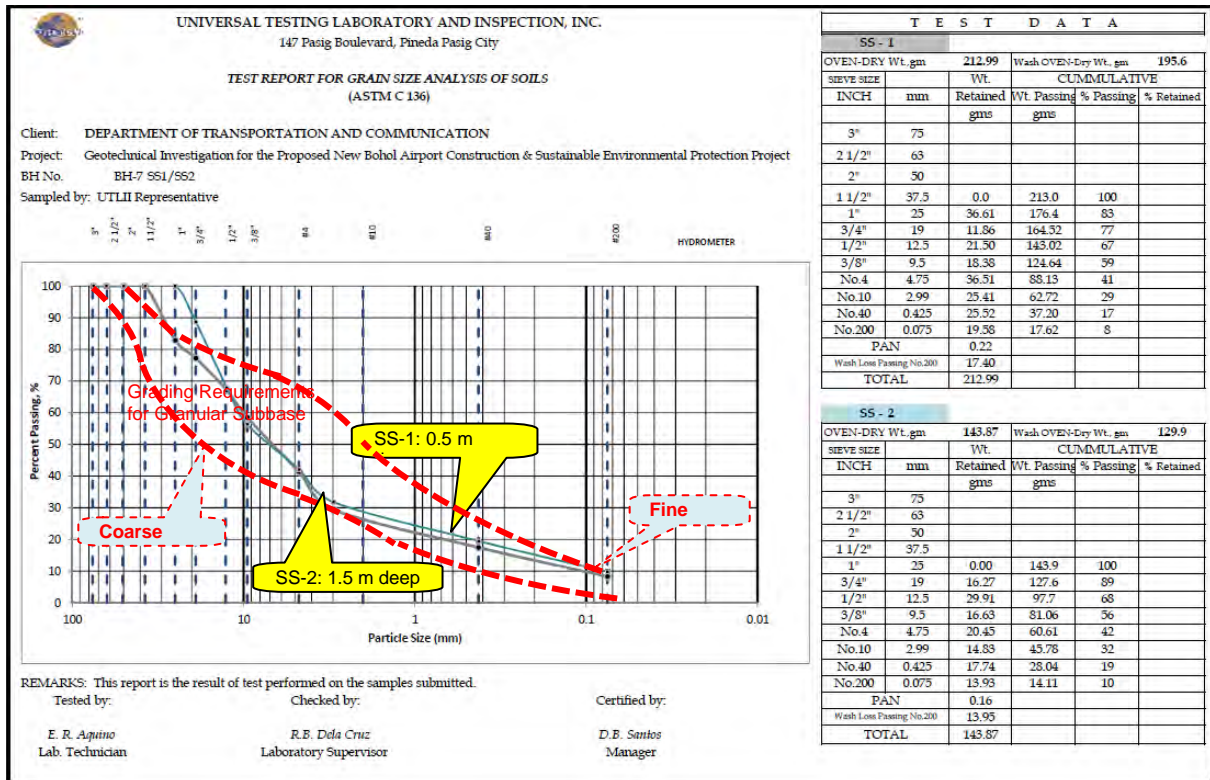 UNIVERSAL TESTING LABORATORY AND INSPECTION, INC.
147 Pasig Boulevard, Pineda Pasig City
TEST REPORT FOR GRAIN SIZE ANALYSIS OF SOILS
(ASTM C 136)
Client: DEPARTMENT OF TRANSPORTATION AND COMMUNICATION
Project: Geotechnical Investigation for the Proposed New Bohol Airport Construction & Sustainable Environmental Protection Project
BH No. BH-7 SS1/SS2
Sampled by: UTLII Representative
3" 2 1/2" 2" 1 1/2" 1" 3/4" 1/2" 3/8" #4 #10 #40 #200 HYDROMETER
Percent Passing, %
100
90
80
70
60
50
40
30
20
10
0
Grading Requirements
for Granular Subbase
SS-1: 0.5 m
Coarse
Fine
SS-2: 1.5 m deep
100 10 1 0.1 0.01
Particle Size (mm)
REMARKS: This report is the result of test performed on the samples submitted.
Tested by: Checked by: Certified by:
E. R. Aquino R.B. Dela Cruz D.B. Santos
Lab. Technician Laboratory Supervisor Manager
T E S T D A T A
SS - 1
OVEN-DRY Wt.,gm 212.99 Wash OVEN-Dry Wt., gm 195.6
SIEVE SIZE Wt. CUMMULATIVE
INCH mm Retained Wt. Passing % Passing % Retained
gms gms
3" 75
2 1/2" 63
2" 50
1 1/2" 37.5 0.0 213.0 100
1" 25 36.61 176.4 83
3/4" 19 11.86 164.52 77
1/2" 12.5 21.50 143.02 67
3/8" 9.5 18.38 124.64 59
No.4 4.75 36.51 88.13 41
No.10 2.99 25.41 62.72 29
No.40 0.425 25.52 37.20 17
No.200 0.075 19.58 17.62 8
PAN 0.22
Wash Loss Passing No.200 17.40
TOTAL 212.99
SS - 2
OVEN-DRY Wt.,gm 143.87 Wash OVEN-Dry Wt., gm 129.9
SIEVE SIZE Wt. CUMMULATIVE
INCH mm Retained Wt. Passing % Passing % Retained
gms gms
3" 75
2 1/2" 63
2" 50
1 1/2" 37.5
1" 25 0.00 143.9 100
3/4" 19 16.27 127.6 89
1/2" 12.5 29.91 97.7 68
3/8" 9.5 16.63 81.06 56
No.4 4.75 20.45 60.61 42
No.10 2.99 14.83 45.78 32
No.40 0.425 17.74 28.04 19
No.200 0.075 13.93 14.11 10
PAN 0.16
Wash Loss Passing No.200 13.95
TOTAL 143.87